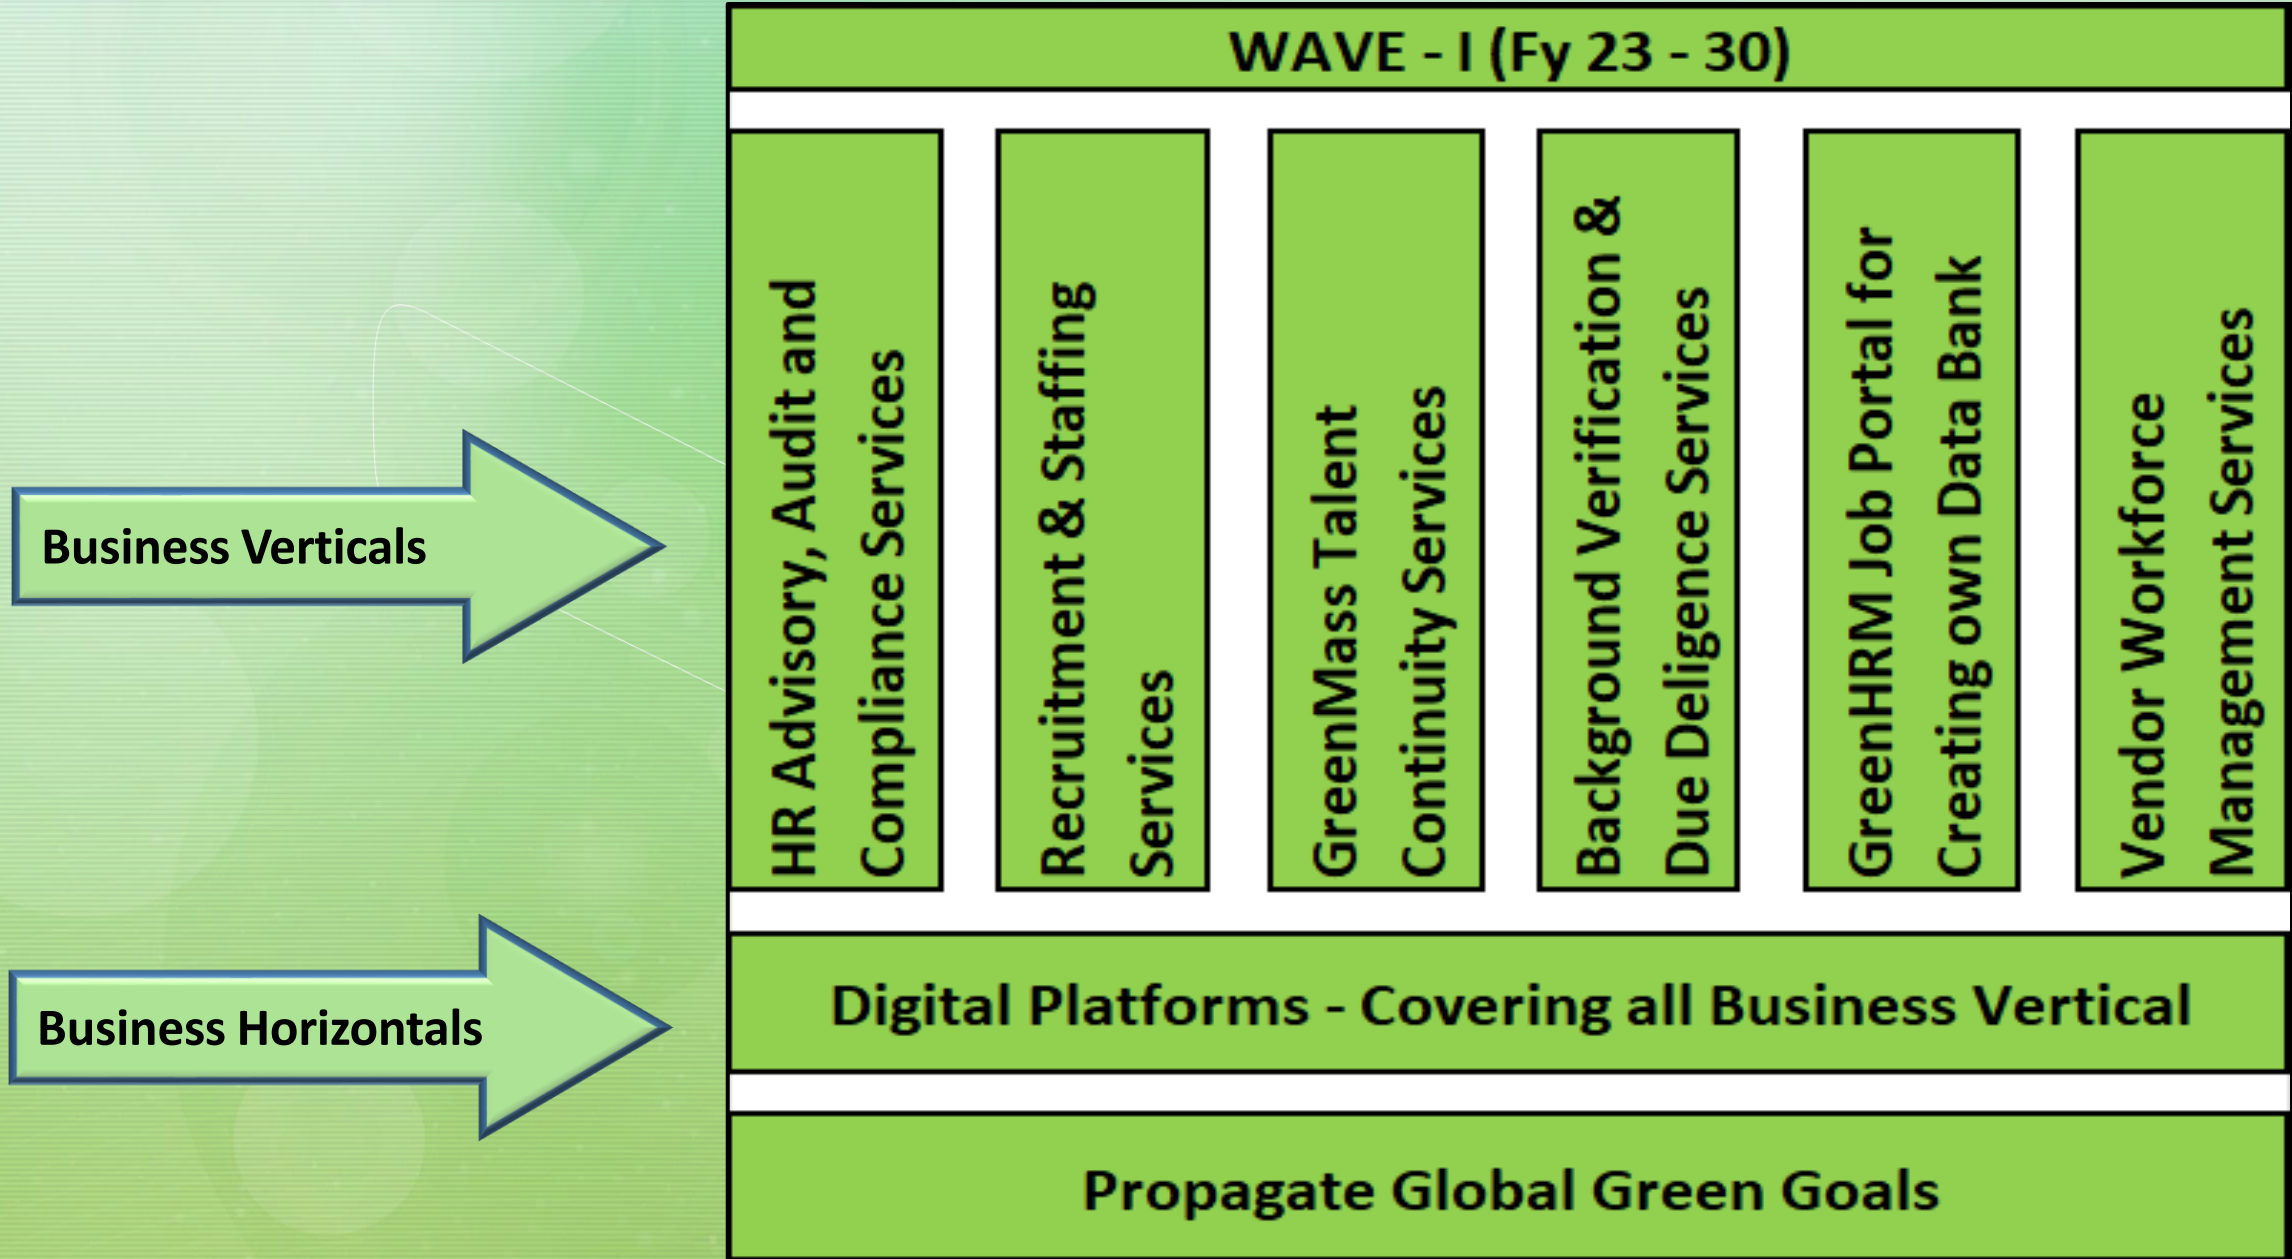 WAVE - I (Fy 23 - 30)
Business Verticals
HR Advisory, Audit and
Compliance Services
Recruitment & Staffing
Services
GreenMass Talent
Continuity Services
Background Verification &
Due Deligence Services
GreenHRM Job Portal for
Creating own Data Bank
Vendor Workforce
Management Services
Business Horizontals
Digital Platforms - Covering all Business Vertical
Propagate Global Green Goals